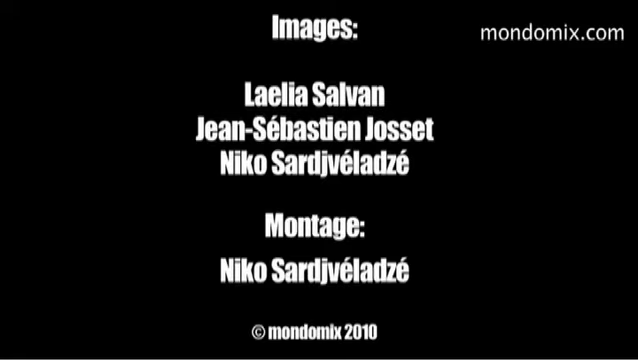 Images:
mondomix.com
Laelia Salvan
Jean-Sébastien Josset
Niko Sardjvéladzé
Montage:
Niko Sardjvéladzé
© mondomix 2010